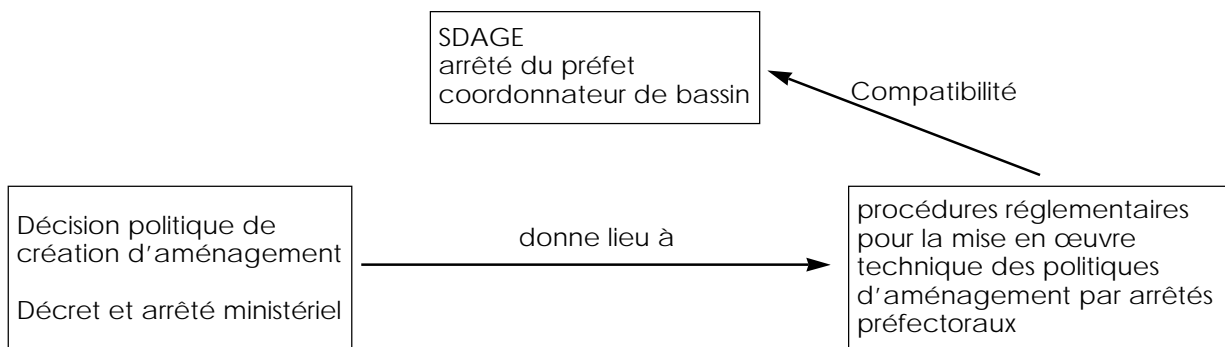 SDAGE
arrêté du préfet
coordonnateur de bassin
Compatibilité
Décision politique de
création d'aménagement
Décret et arrêté ministériel
donne lieu à
procédures réglementaires
pour la mise en œuvre
technique des politiques
d'aménagement par arrêtés
préfectoraux